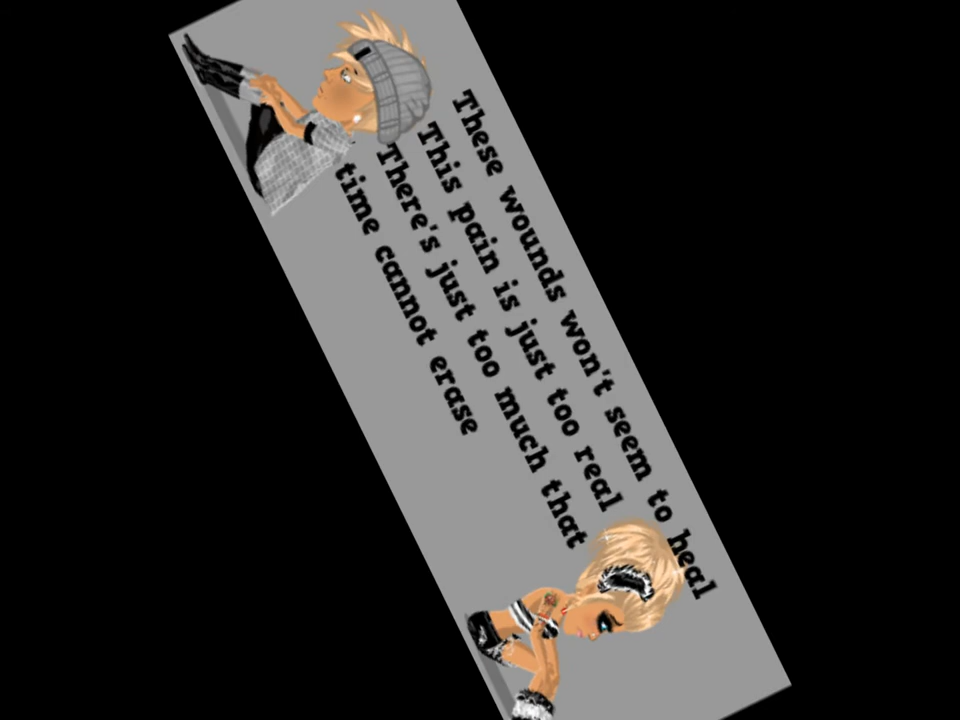 These wounds won't seem to heal
This pain is just too real
There's just too much that
time cannot erase